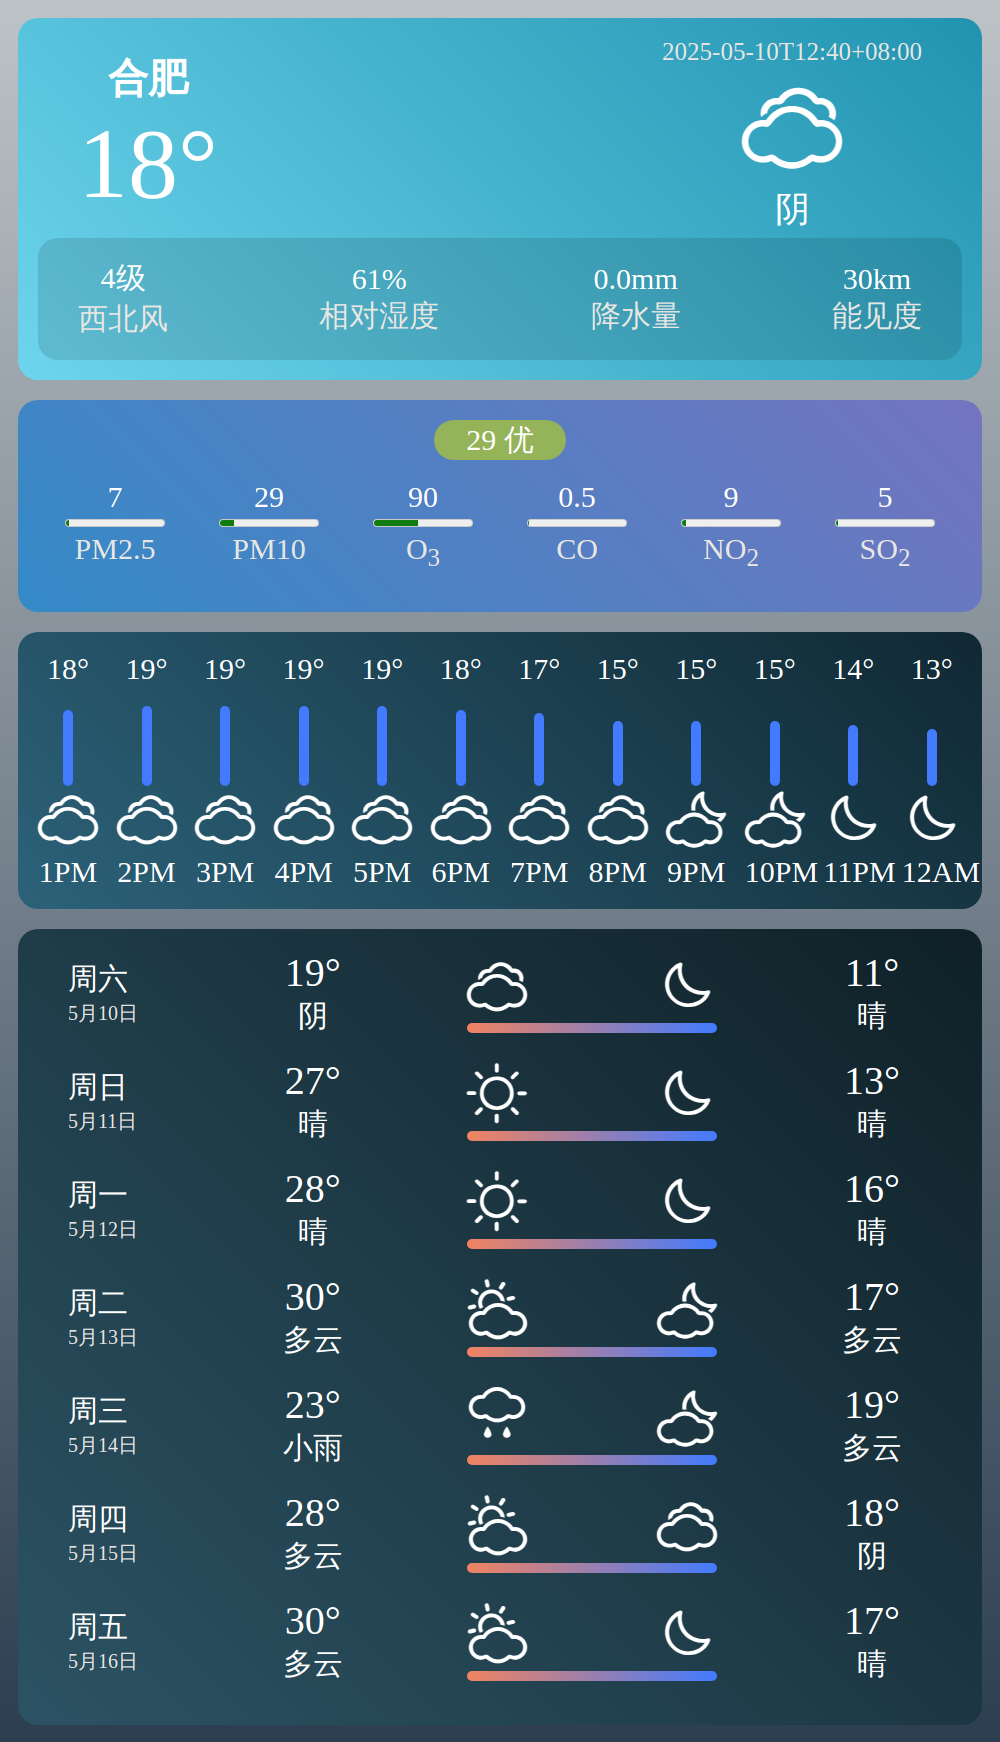 合肥
2025-05-10T12:40+08:00
18°
阴
4级 61% 0.0mm 30km
西北风 相对湿度 降水量 能见度
29 优
7 29 90 0.5 9 5
PM2.5 PM10 O3 CO NO2 SO2
18° 19° 19° 19° 19° 18° 17° 15° 15° 15° 14° 13°
1PM 2PM 3PM 4PM 5PM 6PM 7PM 8PM 9PM 10PM 11PM 12AM
周六 19° 11°
5月10日 阴 晴
周日 27° 13°
5月11日 晴 晴
周一 28° 16°
5月12日 晴 晴
周二 30° 17°
5月13日 多云 多云
周三 23° 19°
5月14日 小雨 多云
周四 28° 18°
5月15日 多云 阴
周五 30° 17°
5月16日 多云 晴